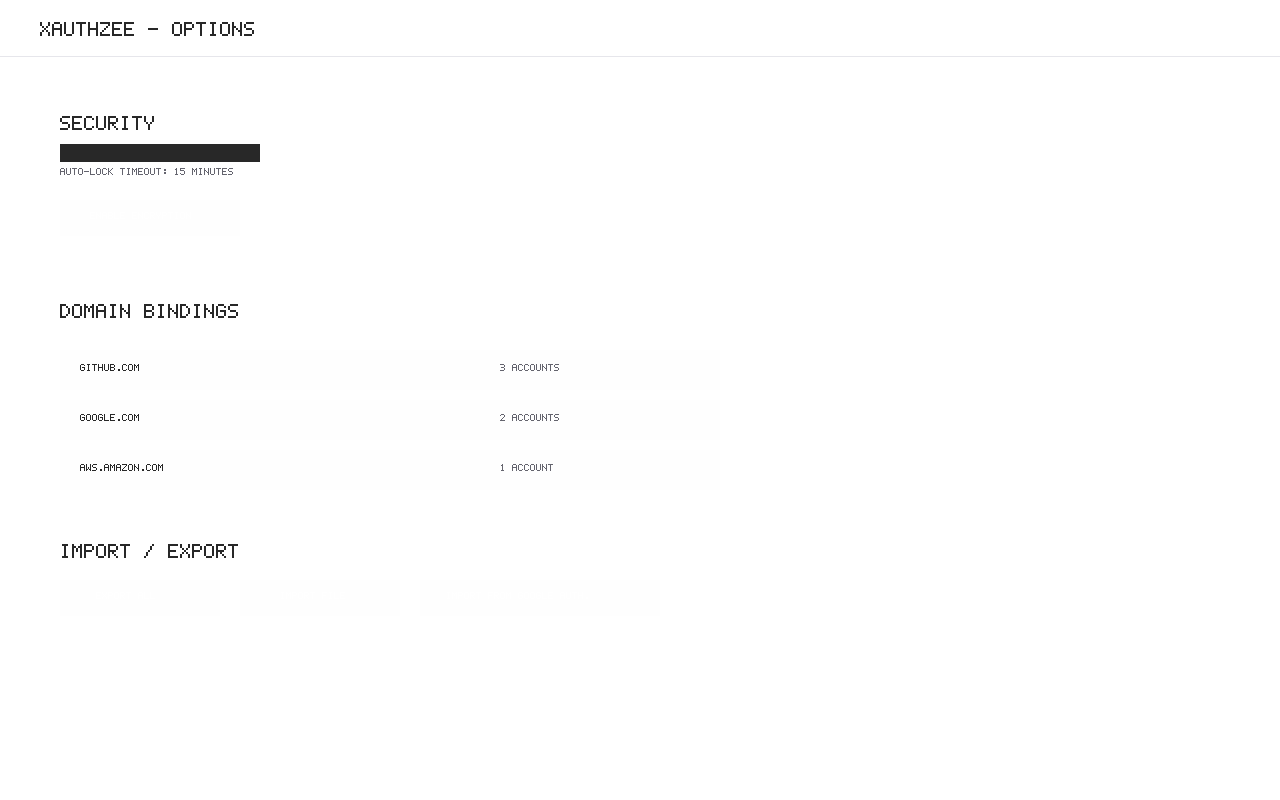 XAUTHZEE - OPTIONS
SECURITY
AUTO-LOCK TIMEOUT: 15 MINUTES
DOMAIN BINDINGS
GITHUB.COM 3 ACCOUNTS
GOOGLE.COM 2 ACCOUNTS
AWS.AMAZON.COM 1 ACCOUNT
IMPORT / EXPORT